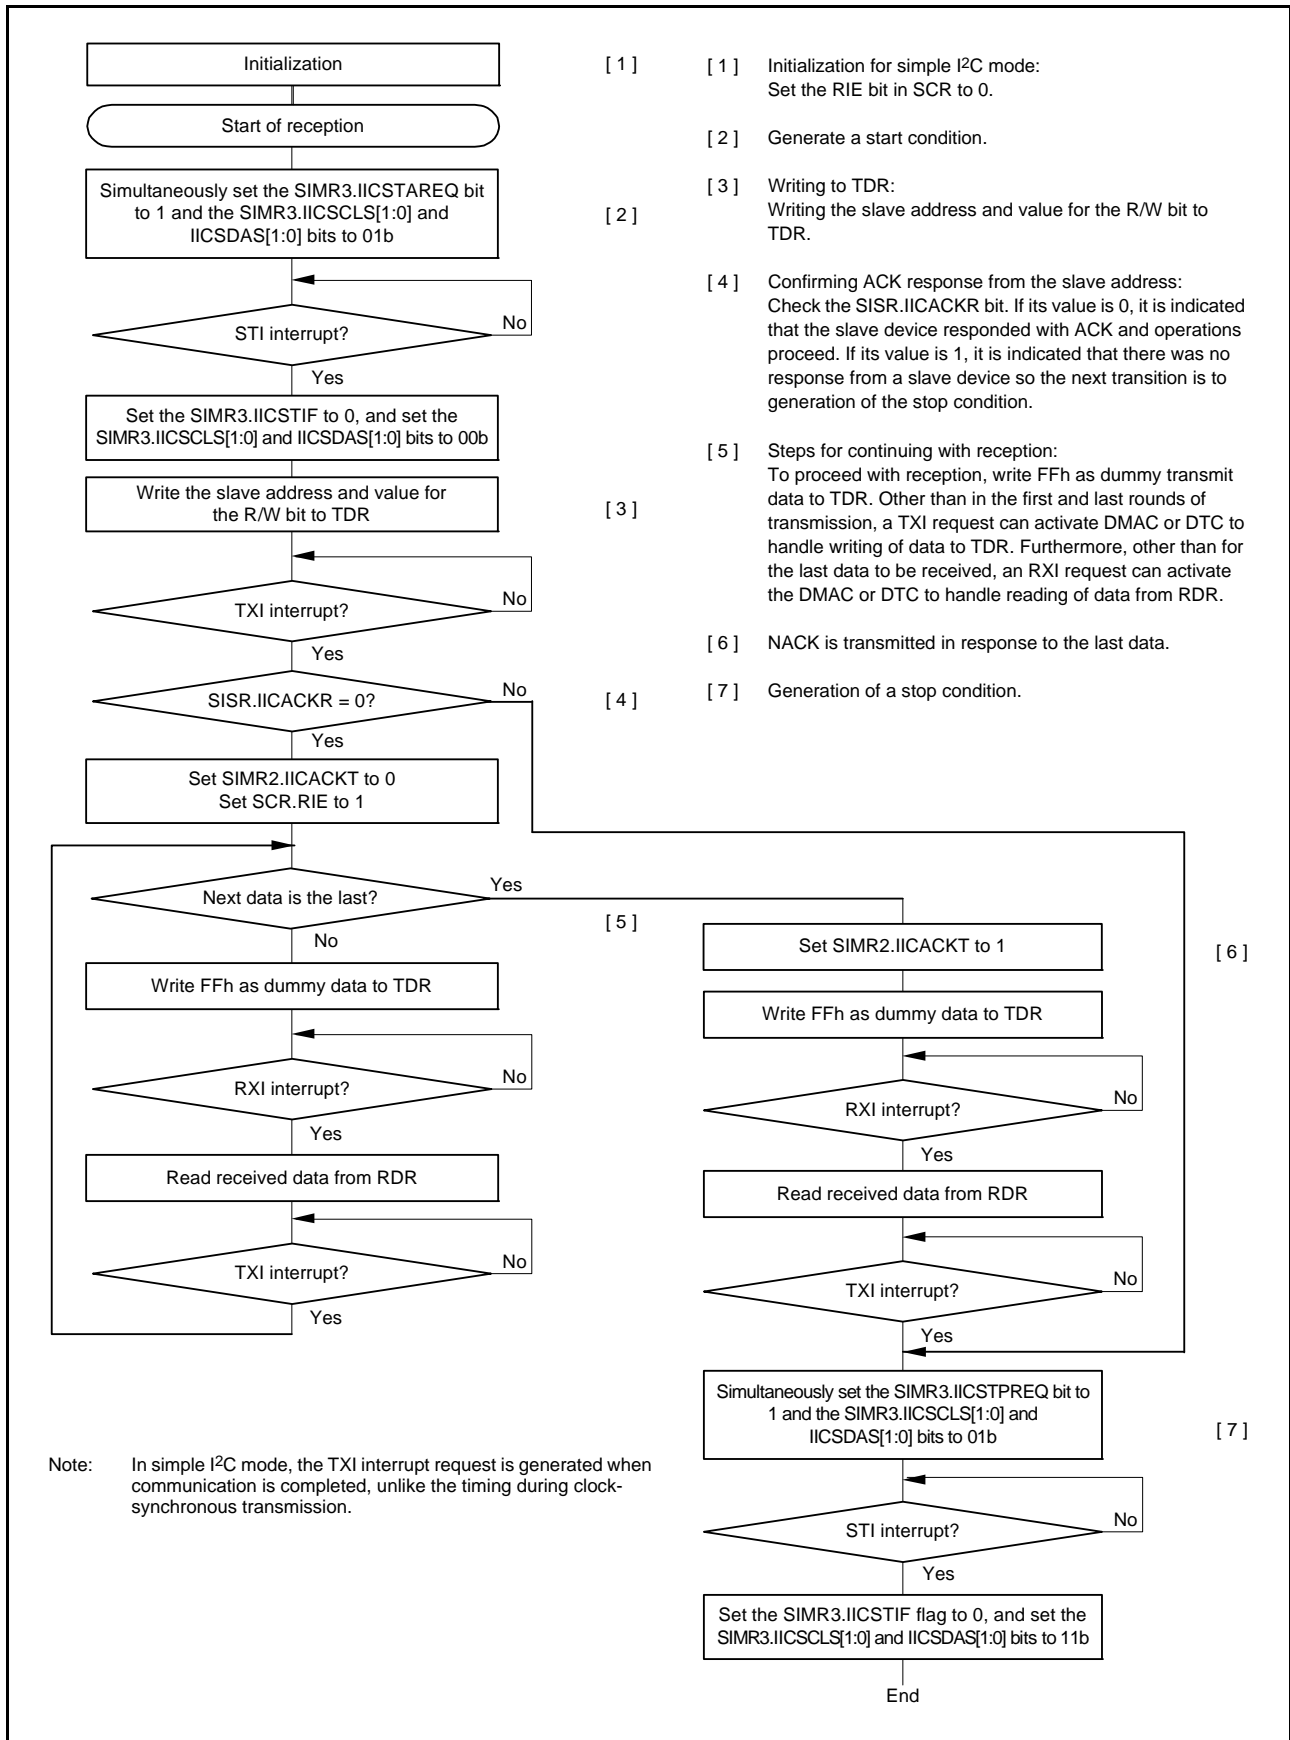 Initialization
[ 1 ]
Start of reception
Simultaneously set the SIMR3.IICSTAREQ bit
to 1 and the SIMR3.IICSCLS[1:0] and
IICSDAS[1:0] bits to 01b
[ 2 ]
STI interrupt?
No
Yes
Set the SIMR3.IICSTIF to 0, and set the
SIMR3.IICSCLS[1:0] and IICSDAS[1:0] bits to 00b
Write the slave address and value for
the R/W bit to TDR
[ 3 ]
TXI interrupt?
No
Yes
SISR.IICACKR = 0?
No
[ 4 ]
Yes
Set SIMR2.IICACKT to 0
Set SCR.RIE to 1
Next data is the last?
Yes
[ 5 ]
No
Write FFh as dummy data to TDR
RXI interrupt?
No
Yes
Read received data from RDR
TXI interrupt?
No
Yes
[ 1 ] Initialization for simple I2C mode:
Set the RIE bit in SCR to 0.
[ 2 ] Generate a start condition.
[ 3 ] Writing to TDR:
Writing the slave address and value for the R/W bit to
TDR.
[ 4 ] Confirming ACK response from the slave address:
Check the SISR.IICACKR bit. If its value is 0, it is indicated
that the slave device responded with ACK and operations
proceed. If its value is 1, it is indicated that there was no
response from a slave device so the next transition is to
generation of the stop condition.
[ 5 ] Steps for continuing with reception:
To proceed with reception, write FFh as dummy transmit
data to TDR. Other than in the first and last rounds of
transmission, a TXI request can activate DMAC or DTC to
handle writing of data to TDR. Furthermore, other than for
the last data to be received, an RXI request can activate
the DMAC or DTC to handle reading of data from RDR.
[ 6 ] NACK is transmitted in response to the last data.
[ 7 ] Generation of a stop condition.
Set SIMR2.IICACKT to 1
[ 6 ]
Write FFh as dummy data to TDR
RXI interrupt?
No
Yes
Read received data from RDR
TXI interrupt?
No
Yes
Simultaneously set the SIMR3.IICSTPREQ bit to
1 and the SIMR3.IICSCLS[1:0] and
IICSDAS[1:0] bits to 01b
[ 7 ]
STI interrupt?
No
Yes
Set the SIMR3.IICSTIF flag to 0, and set the
SIMR3.IICSCLS[1:0] and IICSDAS[1:0] bits to 11b
End
Note: In simple I2C mode, the TXI interrupt request is generated when
communication is completed, unlike the timing during clock-
synchronous transmission.